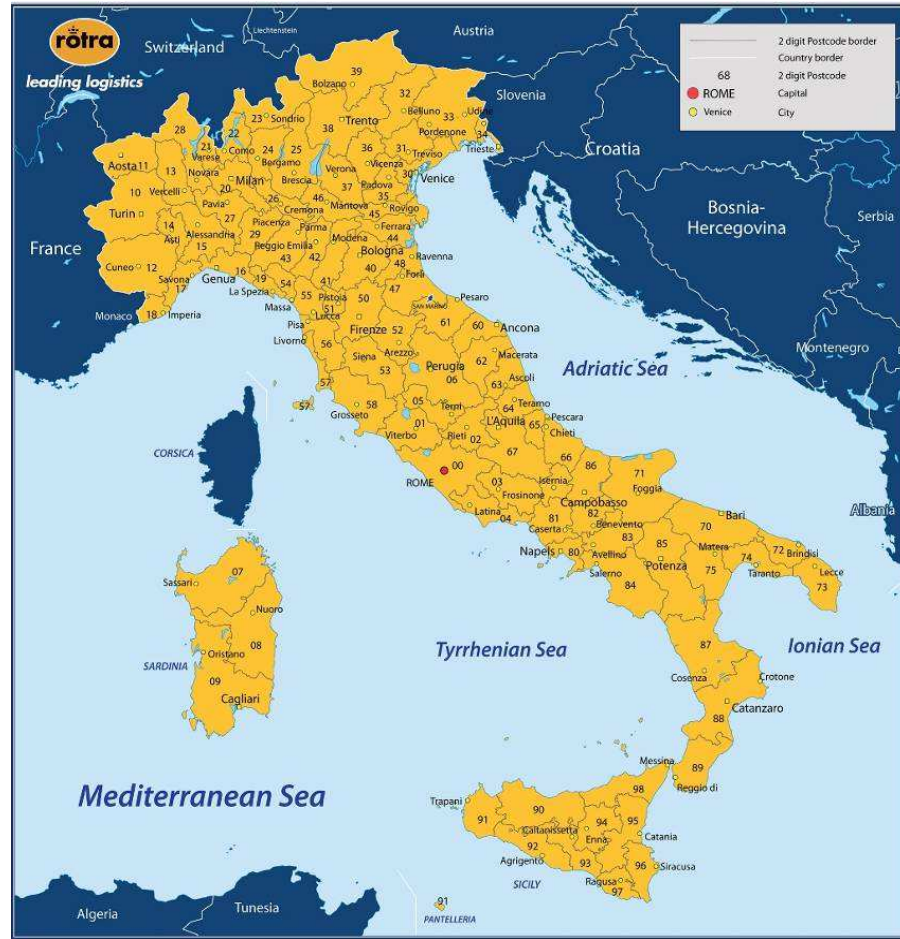 rotra
leading logistics
2 digit Postcode border
Country border
68 2 digit Postcode
ROME Capital
Venice City
Switzerland
Liechtenstein
Austria
Slovenia
Croatia
Bosnia-
Hercegovina
Serbia
Montenegro
Albania
France
Monaco
39
Bolzano
32
Belluno
33
Udine
Pordenone
34
Trieste
23
Sondrio
38
Trento
28
22
21
Varese
Como
24
Bergamo
25
Brescia
36
Vicenza
31
Treviso
30
Venice
Verona
37
Padova
35
Aosta 11
13
Novara
Vercelli
20
Milan
10
Turin
Pavia
26
Cremona
46
Mantova
45
Rovigo
14
Asti
27
Alessandria
15
Piacenza
29
Parma
Reggio Emilia
Modena
Ferrara
44
Bologna
43
42
40
48
Ravenna
Forli
47
Cuneo
12
Savona
17
Genua
16
19
La Spezia
54
41
18
Imperia
Massa
55
Pistoia
51
Lucca
50
Pisa
Firenze
SAN MARINO
Pesaro
61
60
Ancona
Livorno
56
52
Arezzo
Siena
53
62
Macerata
Perugia
06
63
Ascoli
57
57
58
Grosseto
05
Terni
64
Teramo
01
Viterbo
Rieti
02
L'Aquila
65
Pescara
Chieti
67
66
ROME
00
03
Frosinone
Latina
04
Isernia
86
Campobasso
71
Foggia
81
Caserta
82
Benevento
83
Avellino
Napels
80
Salerno
84
85
Potenza
70
Bari
Matera
75
74
Taranto
72
Brindisi
Lecce
73
87
Cosenza
Crotone
Catanzaro
88
89
Reggio di
Messina
98
Trapani
91
90
Caltanissetta
92
Agrigento
94
Enna
93
95
Catania
96
Siracusa
Ragusa
97
SICILY
91
PANTELLERIA
CORSICA
07
Sassari
Nuoro
08
Oristano
09
SARDINIA
Cagliari
Adriatic Sea
Tyrrhenian Sea
Ionian Sea
Mediterranean Sea
Algeria
Tunesia